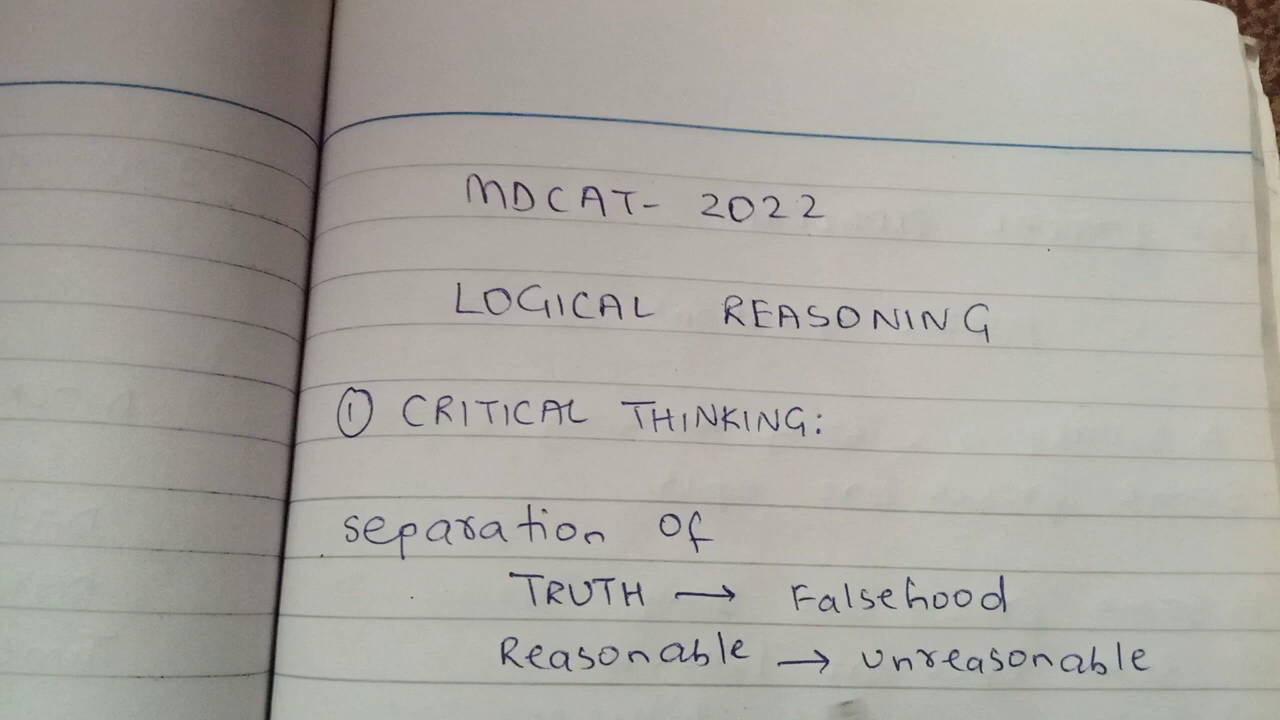 MDCAT- 2022
LOGICAL REASONING
① CRITICAL THINKING:
separation of
TRUTH → Falsehood
Reasonable → unreasonable